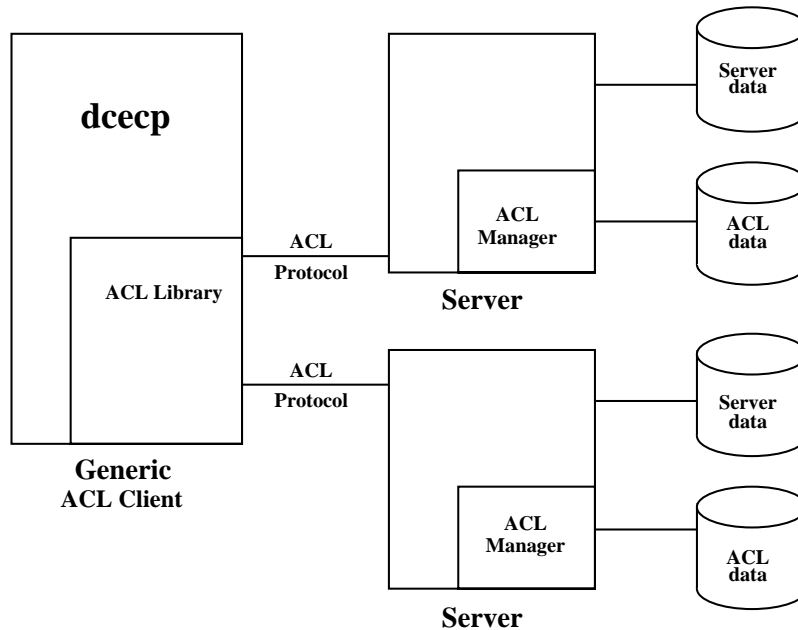 dcecp
ACL Library
Generic
ACL Client
ACL
Protocol
ACL
Protocol
ACL
Manager
Server
Server
data
ACL
data
ACL
Manager
Server
Server
data
ACL
data